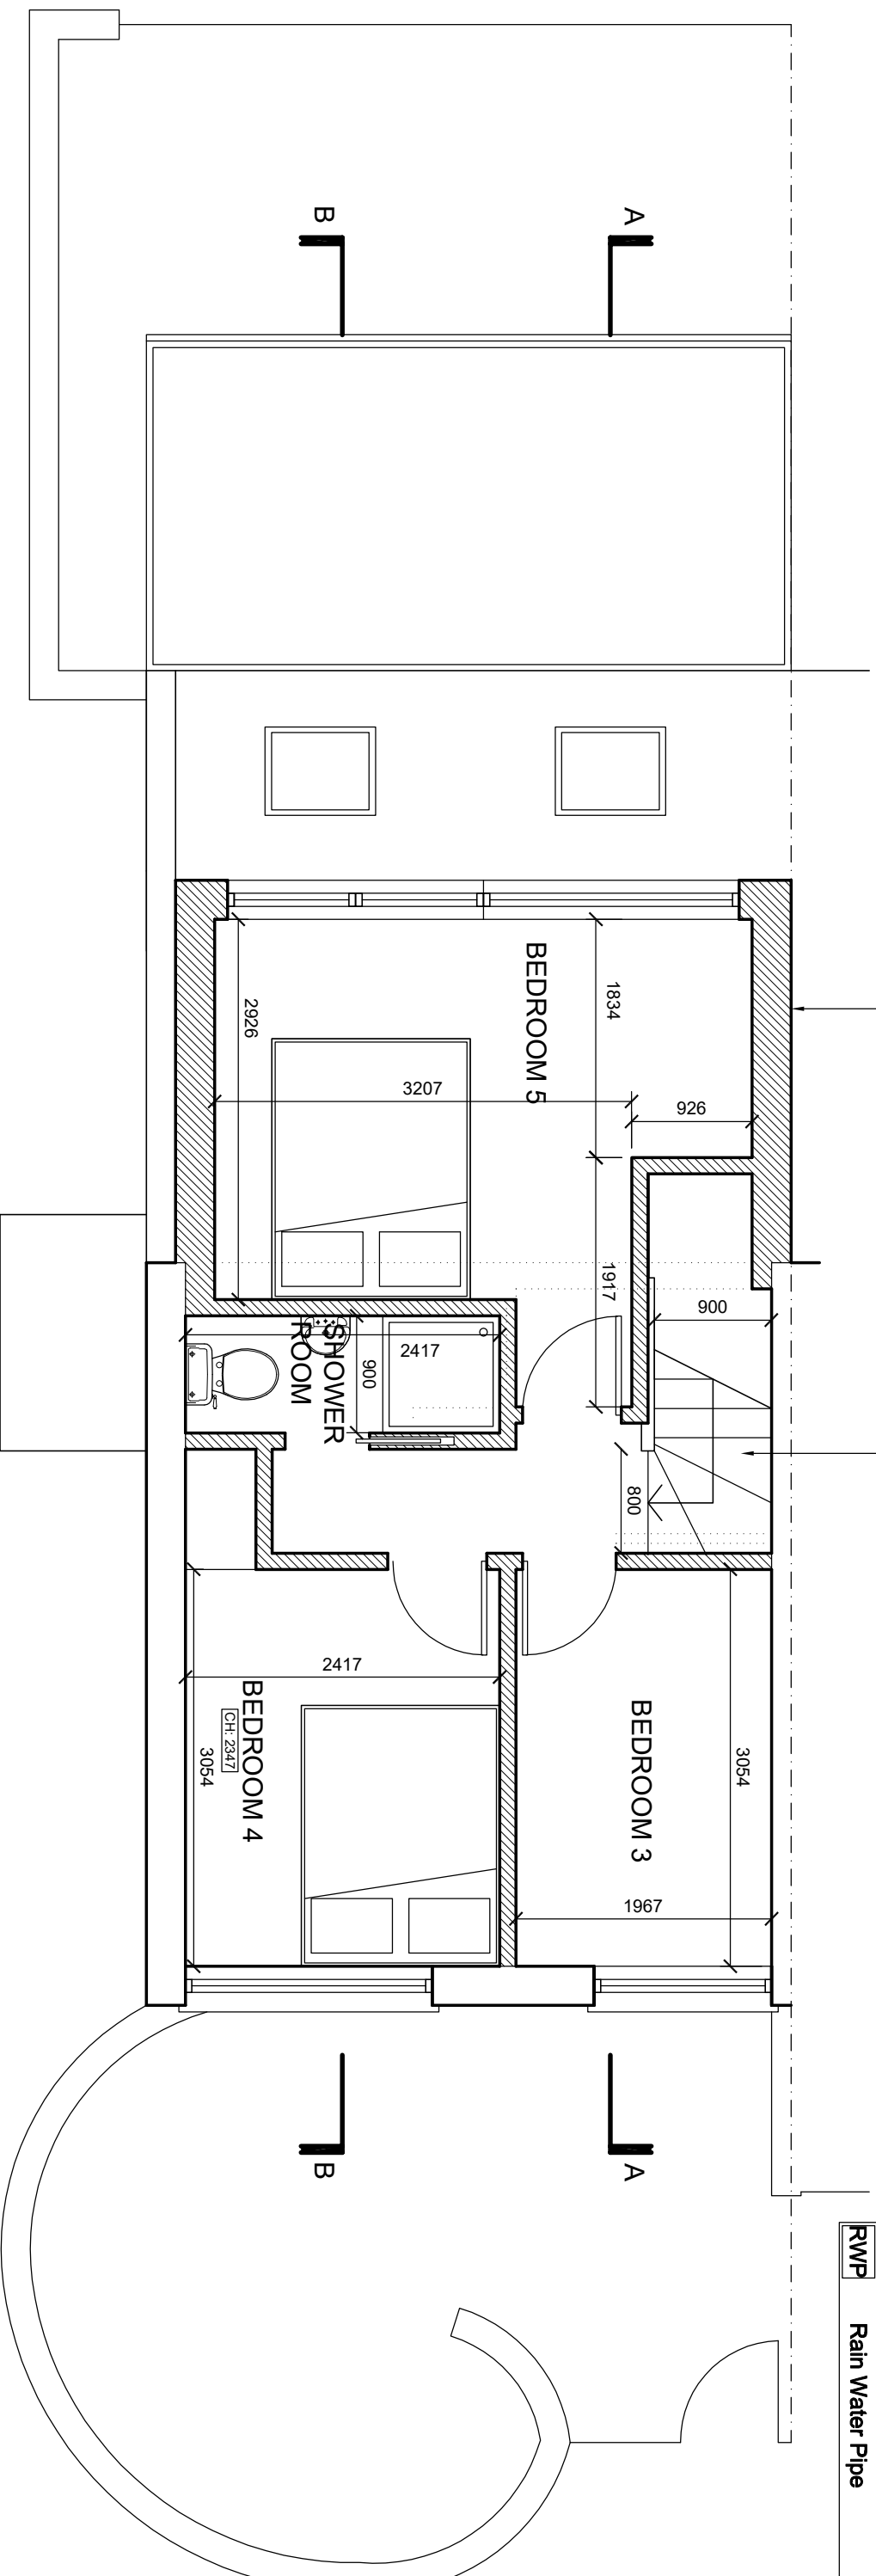 B
A
BEDROOM 5
1834
2926
3207
926
1917
900
SHOWER
ROOM
2417
900
800
BEDROOM 4
CH: 2347
2417
3054
BEDROOM 3
3054
1967
B
A
RWP Rain Water Pipe